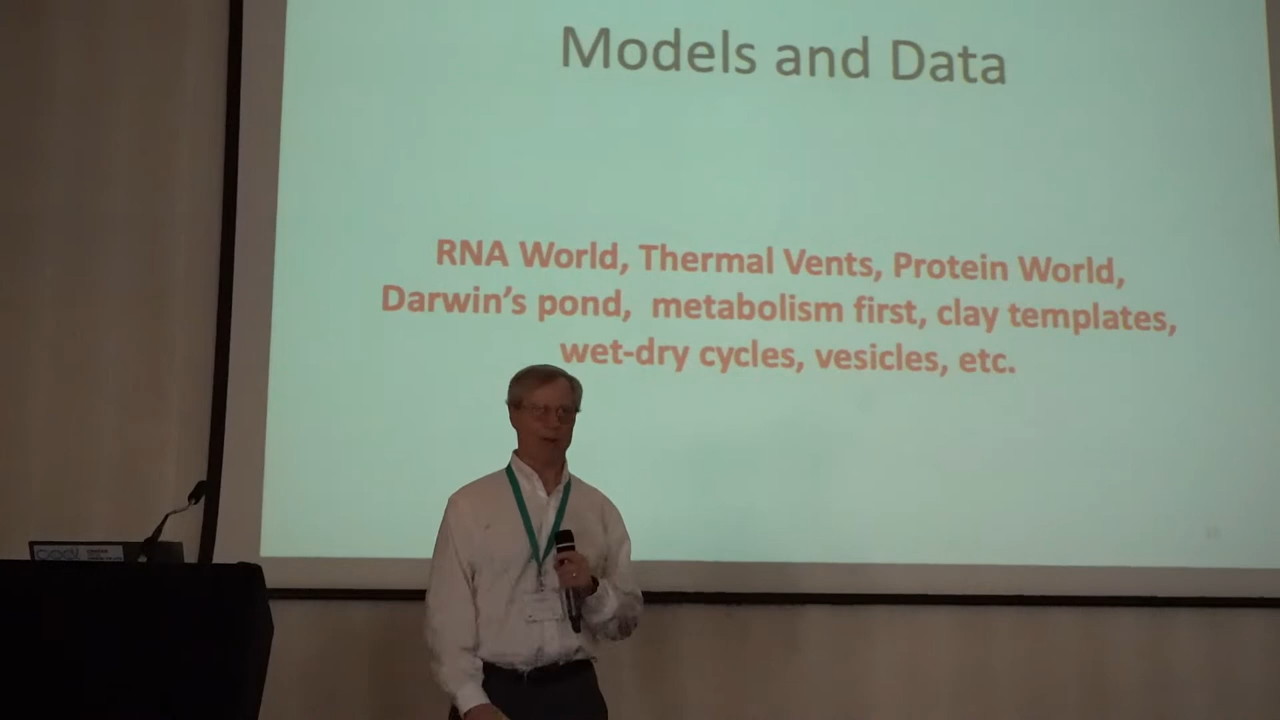 Models and Data
RNA World, Thermal Vents, Protein World,
Darwin's pond, metabolism first, clay templates,
wet-dry cycles, vesicles, etc.